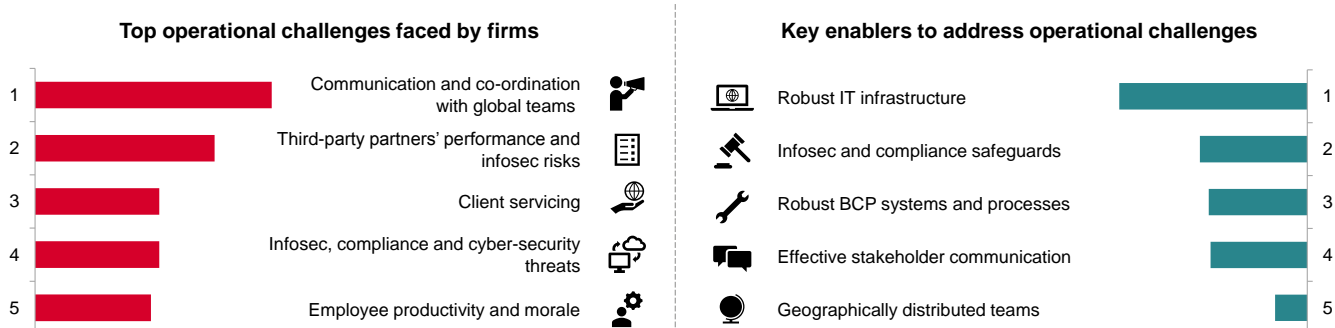 Top operational challenges faced by firms
1
Communication and co-ordination
with global teams
2
Third-party partners’ performance and
infosec risks
3
Client servicing
4
Infosec, compliance and cyber-security
threats
5
Employee productivity and morale
Key enablers to address operational challenges
Robust IT infrastructure
1
Infosec and compliance safeguards
2
Robust BCP systems and processes
3
Effective stakeholder communication
4
Geographically distributed teams
5